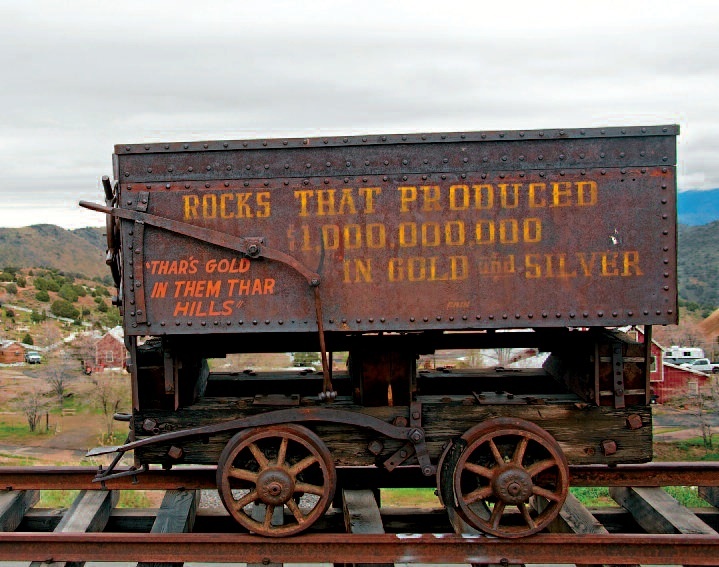 ROCKS THAT PRODUCED
$1,000,000,000
IN GOLD and SILVER
"THAR'S GOLD
IN THEM THAR
HILLS"